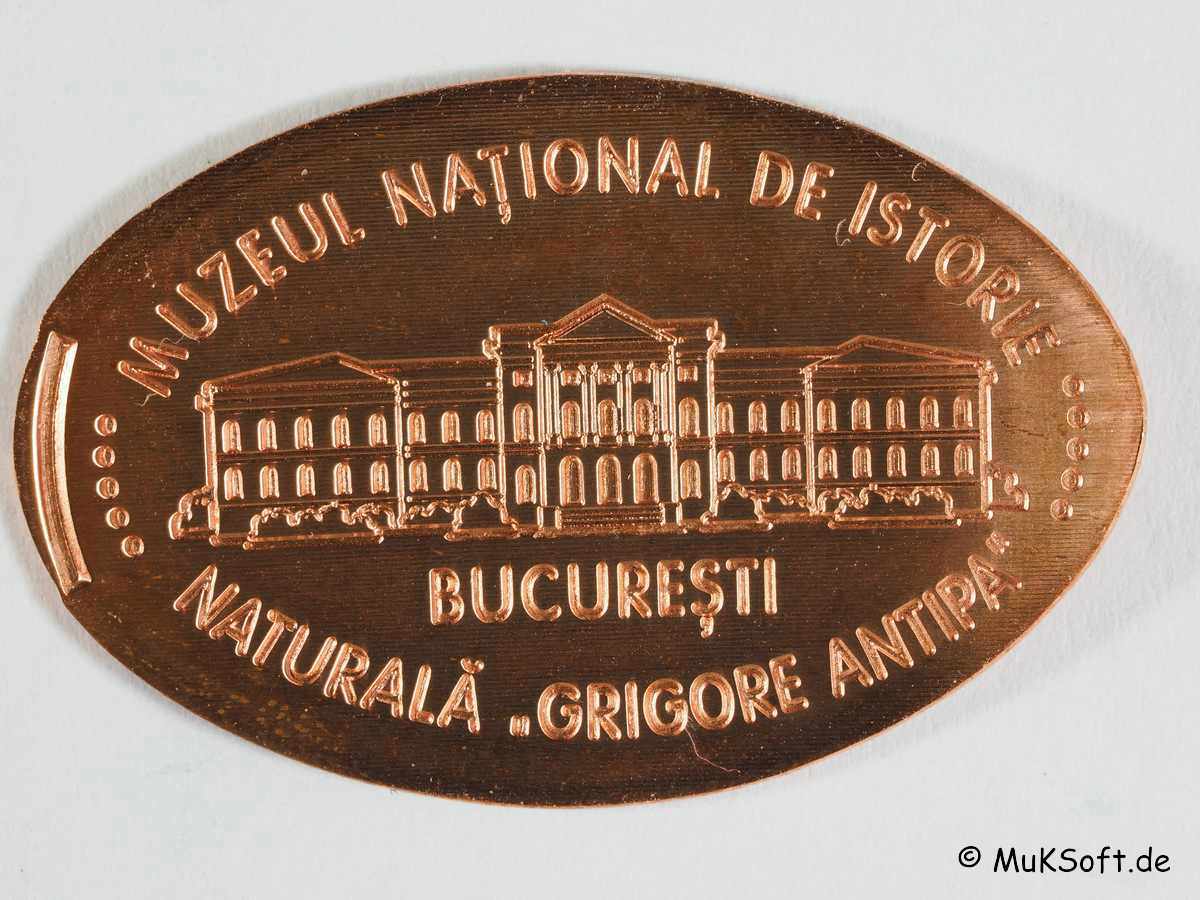 MUZEUL NAȚIONAL DE ISTORIE
NATURALĂ „GRIGORE ANTIPA“
BUCUREȘTI
© MuKSoft.de